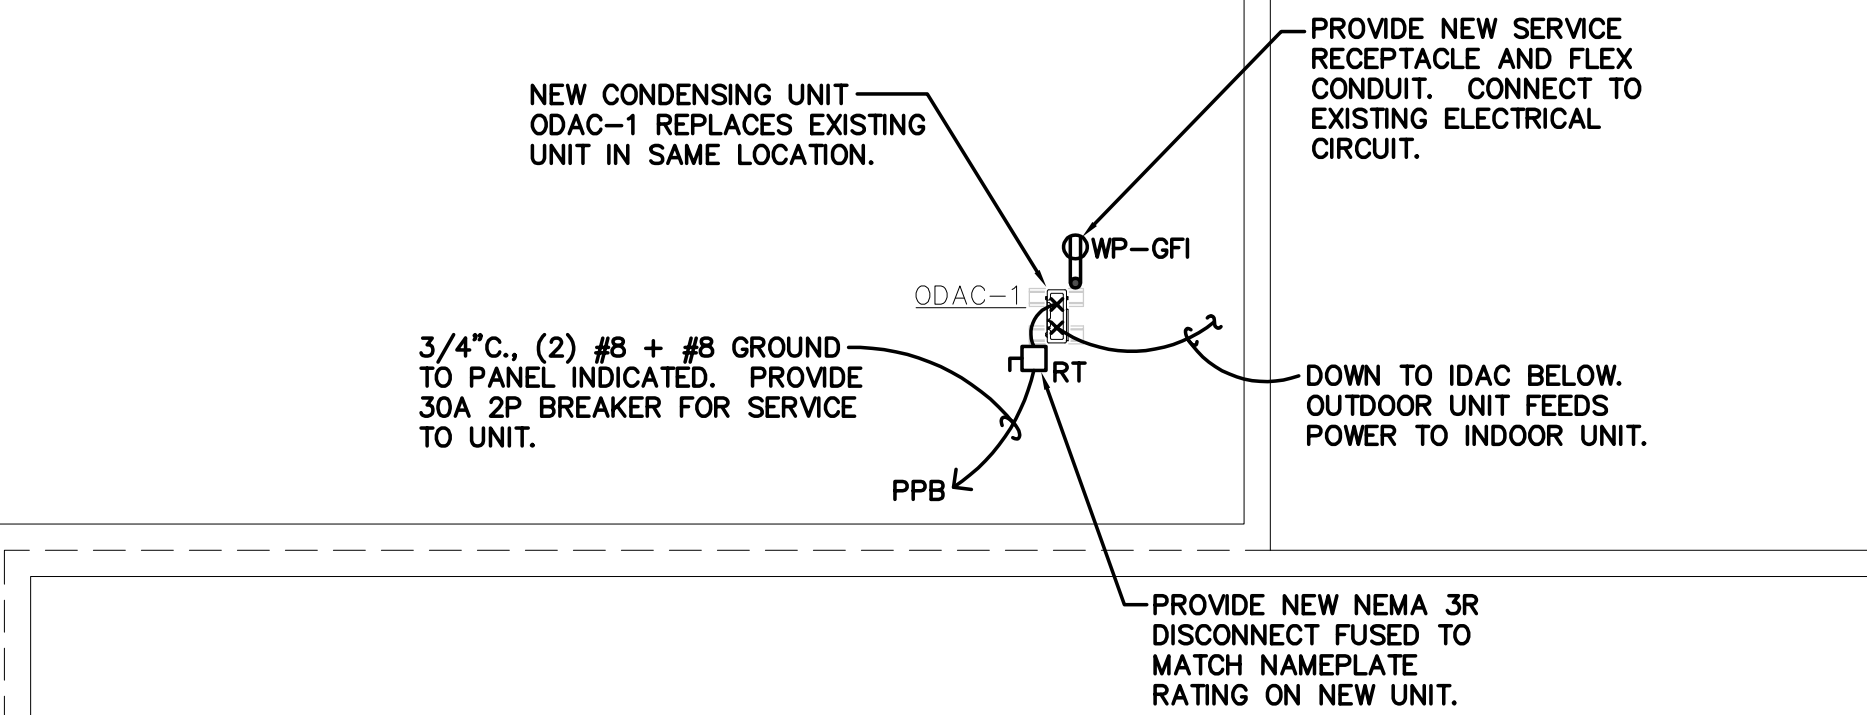 PROVIDE NEW SERVICE
RECEPTACLE AND FLEX
CONDUIT.  CONNECT TO
EXISTING ELECTRICAL
CIRCUIT.
NEW CONDENSING UNIT
ODAC-1 REPLACES EXISTING
UNIT IN SAME LOCATION.
WP-GFI
ODAC-1
3/4"C., (2) #8 + #8 GROUND
TO PANEL INDICATED.  PROVIDE
30A 2P BREAKER FOR SERVICE
TO UNIT.
RT
DOWN TO IDAC BELOW.
OUTDOOR UNIT FEEDS
POWER TO INDOOR UNIT.
PPB
PROVIDE NEW NEMA 3R
DISCONNECT FUSED TO
MATCH NAMEPLATE
RATING ON NEW UNIT.